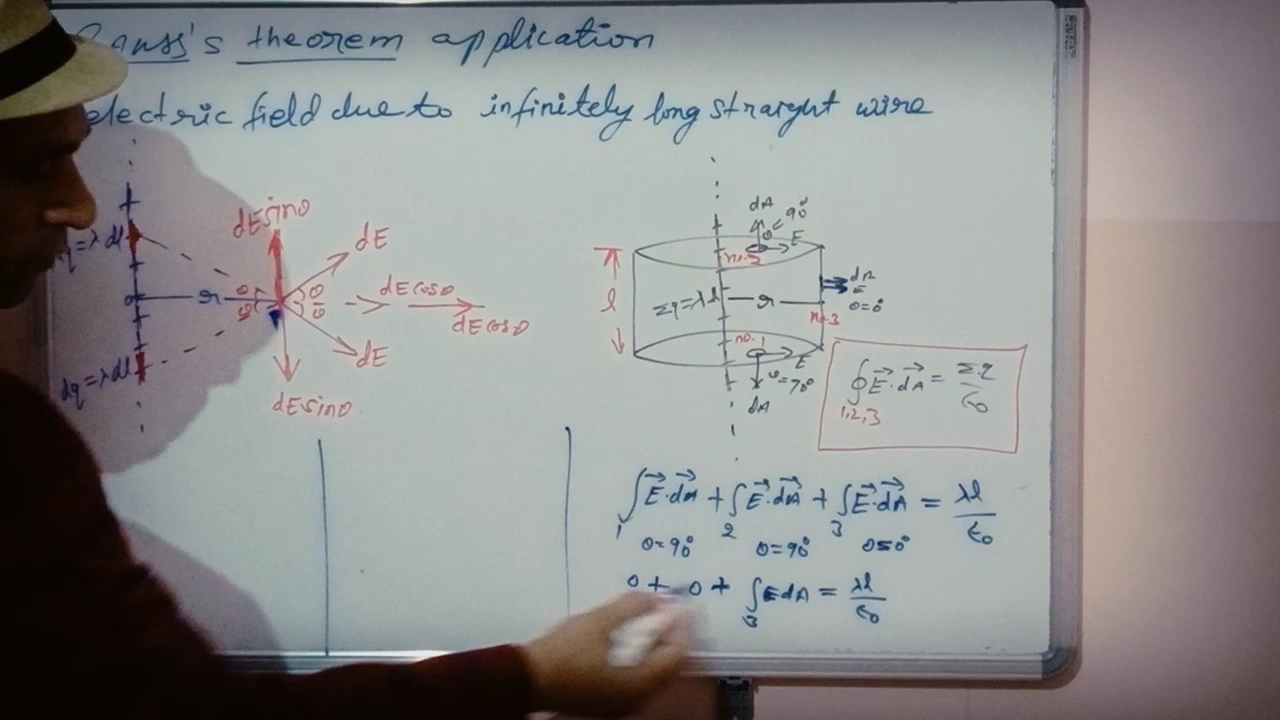 Gauss's theorem application
electric field due to infinitely long straight wire
dE sinθ
dE
dq = λ dl
r
θ
θ
θ
θ
dE cosθ
dE cosθ
dE
dq = λ dl
dE sinθ
dA
θ = 90°
E
no. 2
l
Σq = λl
r
dA
E
θ = 0°
no. 3
no. 1
E
dA
∮ E⃗.dA⃗ = Σq/ε₀
1,2,3
∫₁ E⃗.dA⃗ + ∫₂ E⃗.dA⃗ + ∫₃ E⃗.dA⃗ = λl/ε₀
θ = 90° θ = 90° θ = 0°
0 + 0 + ∫₃ E dA = λl/ε₀